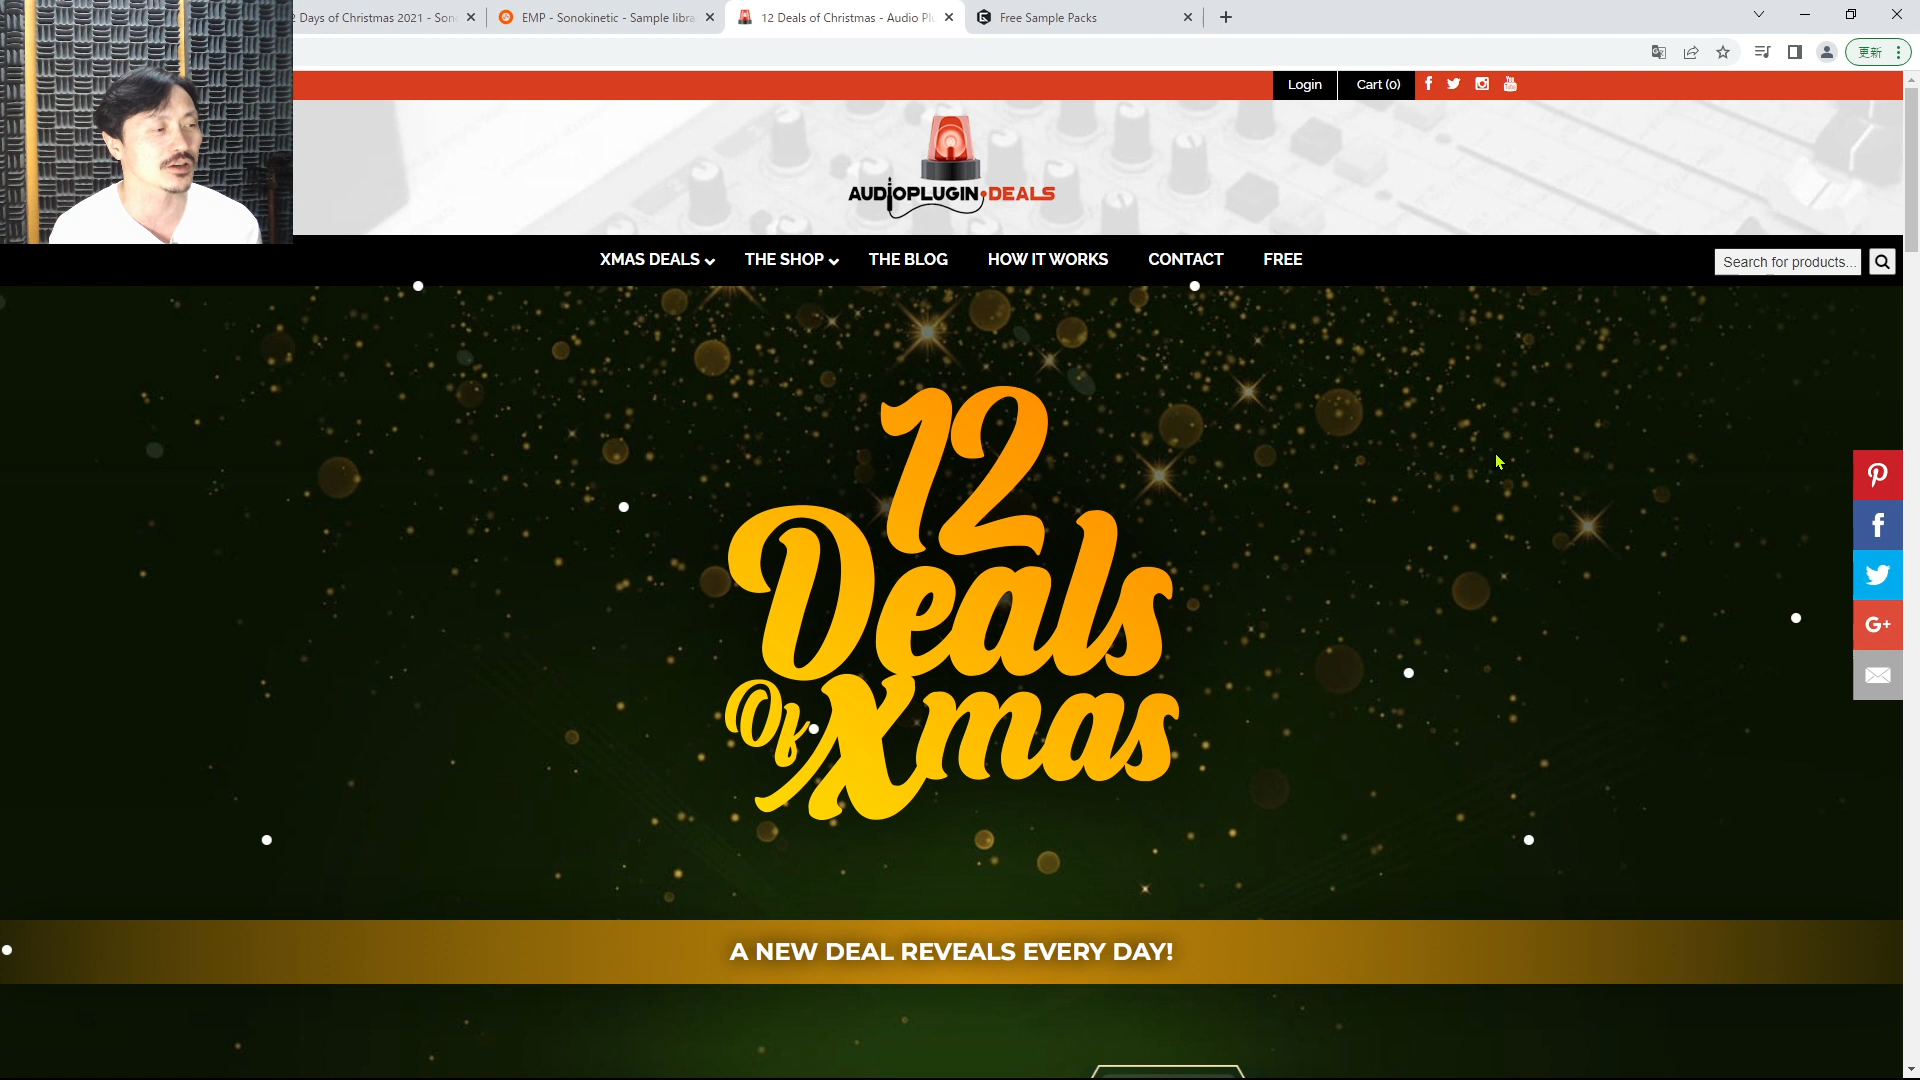 2 Days of Christmas 2021 - Son
EMP - Sonokinetic - Sample libra
12 Deals of Christmas - Audio Pl
Free Sample Packs
更新
Login
Cart (0)
AUDIOPLUGIN.DEALS
XMAS DEALS
THE SHOP
THE BLOG
HOW IT WORKS
CONTACT
FREE
Search for products...
12
Deals
Of Xmas
A NEW DEAL REVEALS EVERY DAY!